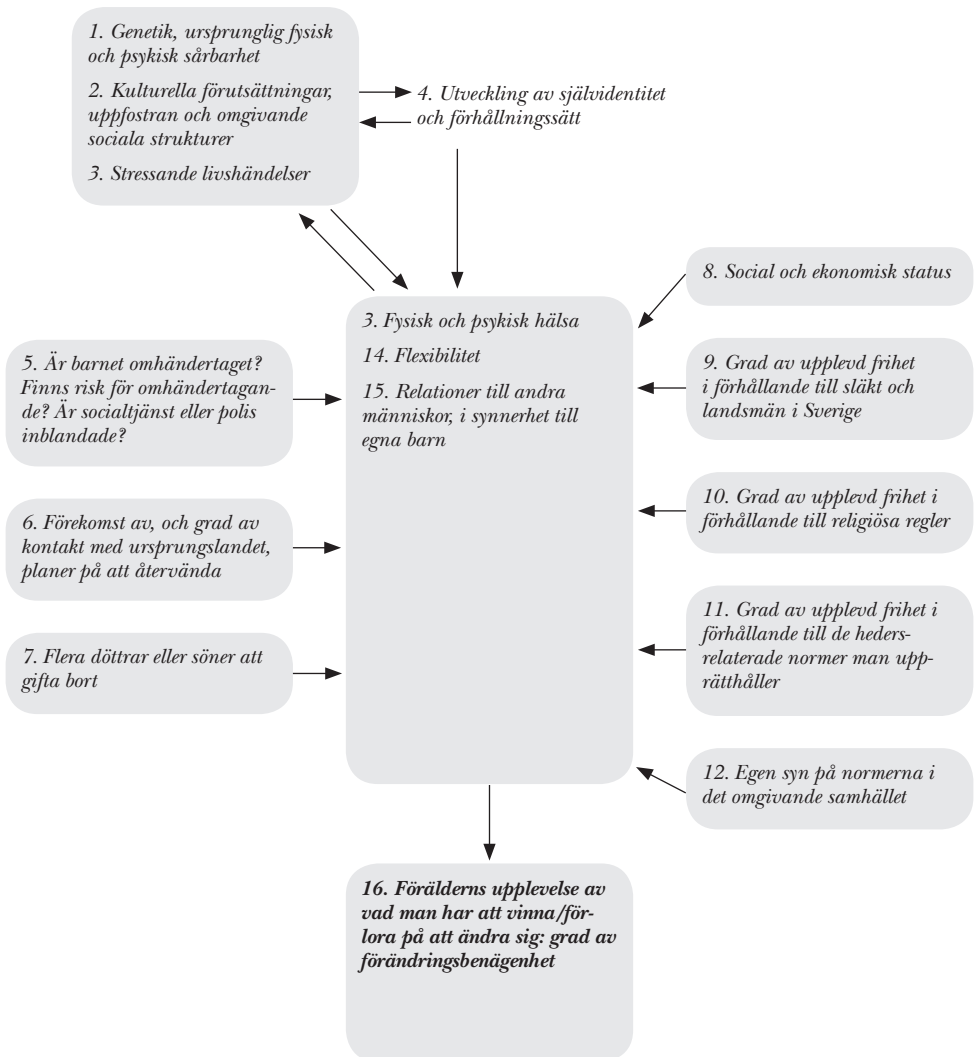 1. Genetik, ursprunglig fysisk
och psykisk sårbarhet
2. Kulturella förutsättningar,
uppfostran och omgivande
sociala strukturer
3. Stressande livshändelser
4. Utveckling av självidentitet
och förhållningssätt
3. Fysisk och psykisk hälsa
14. Flexibilitet
15. Relationer till andra
människor, i synnerhet till
egna barn
5. Är barnet omhändertaget?
Finns risk för omhändertagan-
de? Är socialtjänst eller polis
inblandade?
6. Förekomst av, och grad av
kontakt med ursprungslandet,
planer på att återvända
7. Flera döttrar eller söner att
gifta bort
8. Social och ekonomisk status
9. Grad av upplevd frihet
i förhållande till släkt och
landsmän i Sverige
10. Grad av upplevd frihet i
förhållande till religiösa regler
11. Grad av upplevd frihet i
förhållande till de heders-
relaterade normer man upp-
rätthåller
12. Egen syn på normerna i
det omgivande samhället
16. Förälderns upplevelse av
vad man har att vinna/för-
lora på att ändra sig: grad av
förändringsbenägenhet